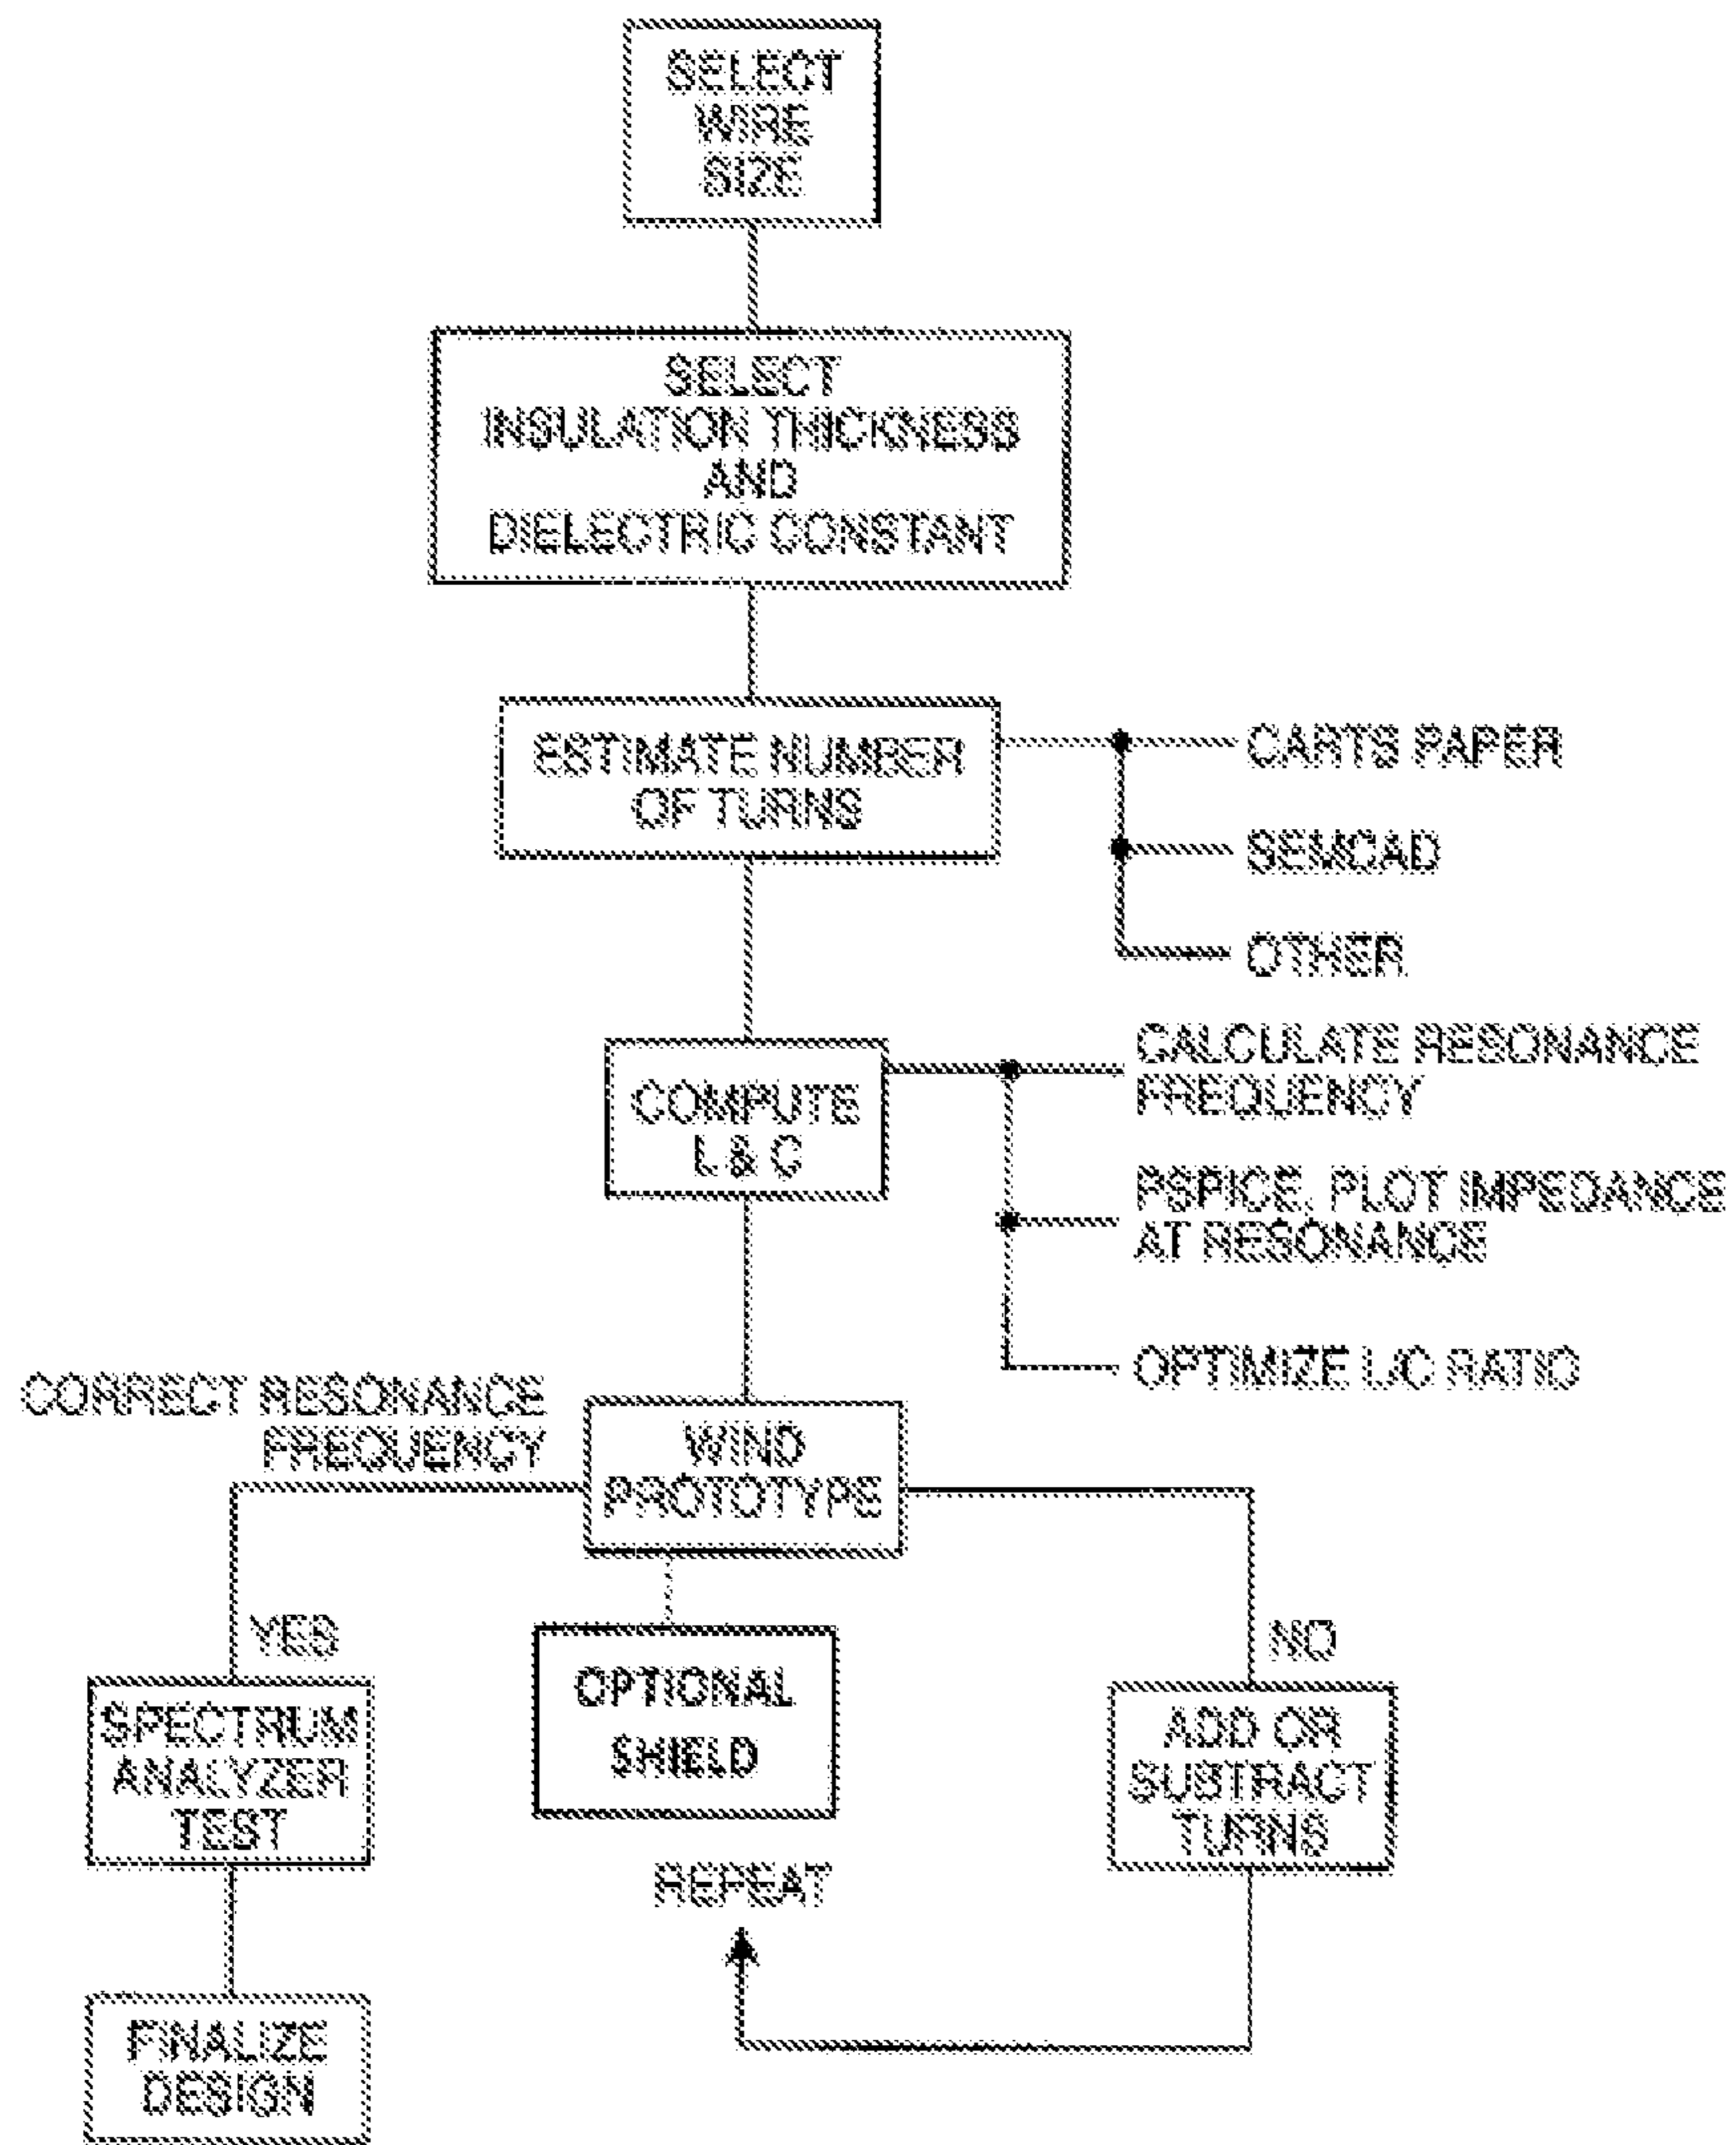 SELECT
WIRE
SIZE
SELECT
INSULATION THICKNESS
AND
DIELECTRIC CONSTANT
ESTIMATE NUMBER
OF TURNS
CARTS PAPER
SEMCAD
OTHER
COMPUTE
L & C
CALCULATE RESONANCE
FREQUENCY
PSPICE, PLOT IMPEDANCE
AT RESONANCE
OPTIMIZE L/C RATIO
CORRECT RESONANCE
FREQUENCY
WIND
PROTOTYPE
YES
NO
SPECTRUM
ANALYZER
TEST
OPTIONAL
SHIELD
ADD OR
SUBTRACT
TURNS
REPEAT
FINALIZE
DESIGN